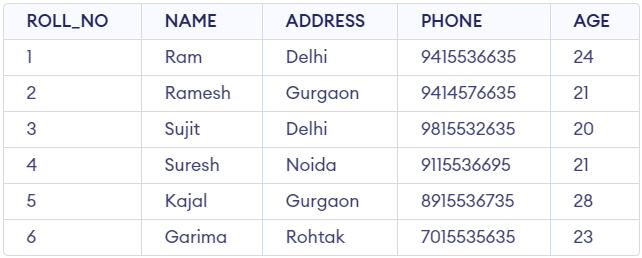 ROLL_NO NAME ADDRESS PHONE AGE
1 Ram Delhi 9415536635 24
2 Ramesh Gurgaon 9414576635 21
3 Sujit Delhi 9815532635 20
4 Suresh Noida 9115536695 21
5 Kajal Gurgaon 8915536735 28
6 Garima Rohtak 7015535635 23